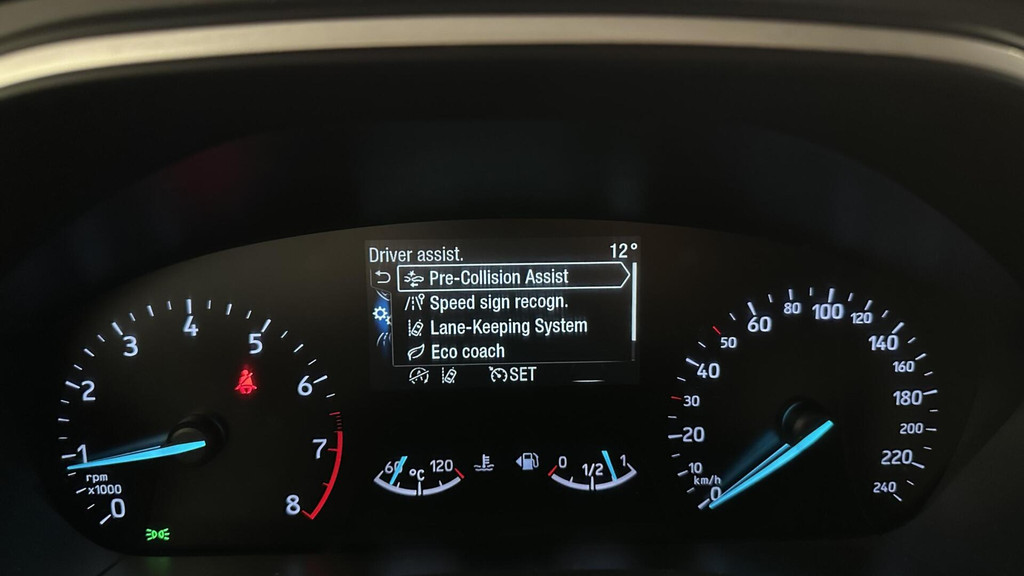 Driver assist. 12°
Pre-Collision Assist
Speed sign recogn.
Lane-Keeping System
Eco coach
SET
0 1 2 3 4 5 6 7 8
rpm
x1000
60 °C 120
0 1/2 1
0 10 20 30 40 50 60 80 100 120 140 160 180 200 220 240
km/h